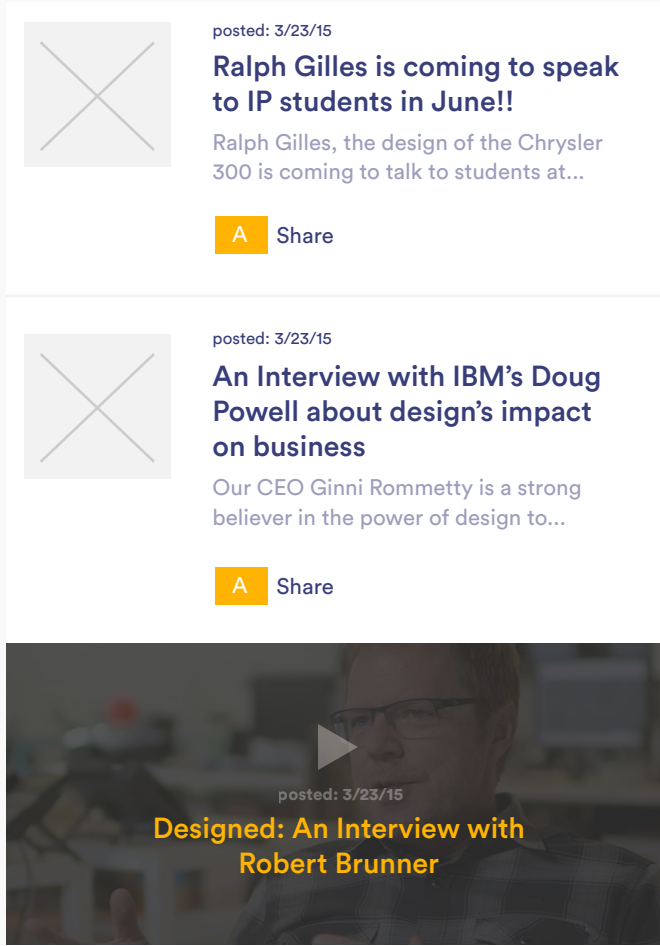 posted: 3/23/15
Ralph Gilles is coming to speak
to IP students in June!!
Ralph Gilles, the design of the Chrysler
300 is coming to talk to students at...
A Share
posted: 3/23/15
An Interview with IBM’s Doug
Powell about design’s impact
on business
Our CEO Ginni Rommetty is a strong
believer in the power of design to...
A Share
posted: 3/23/15
Designed: An Interview with
Robert Brunner